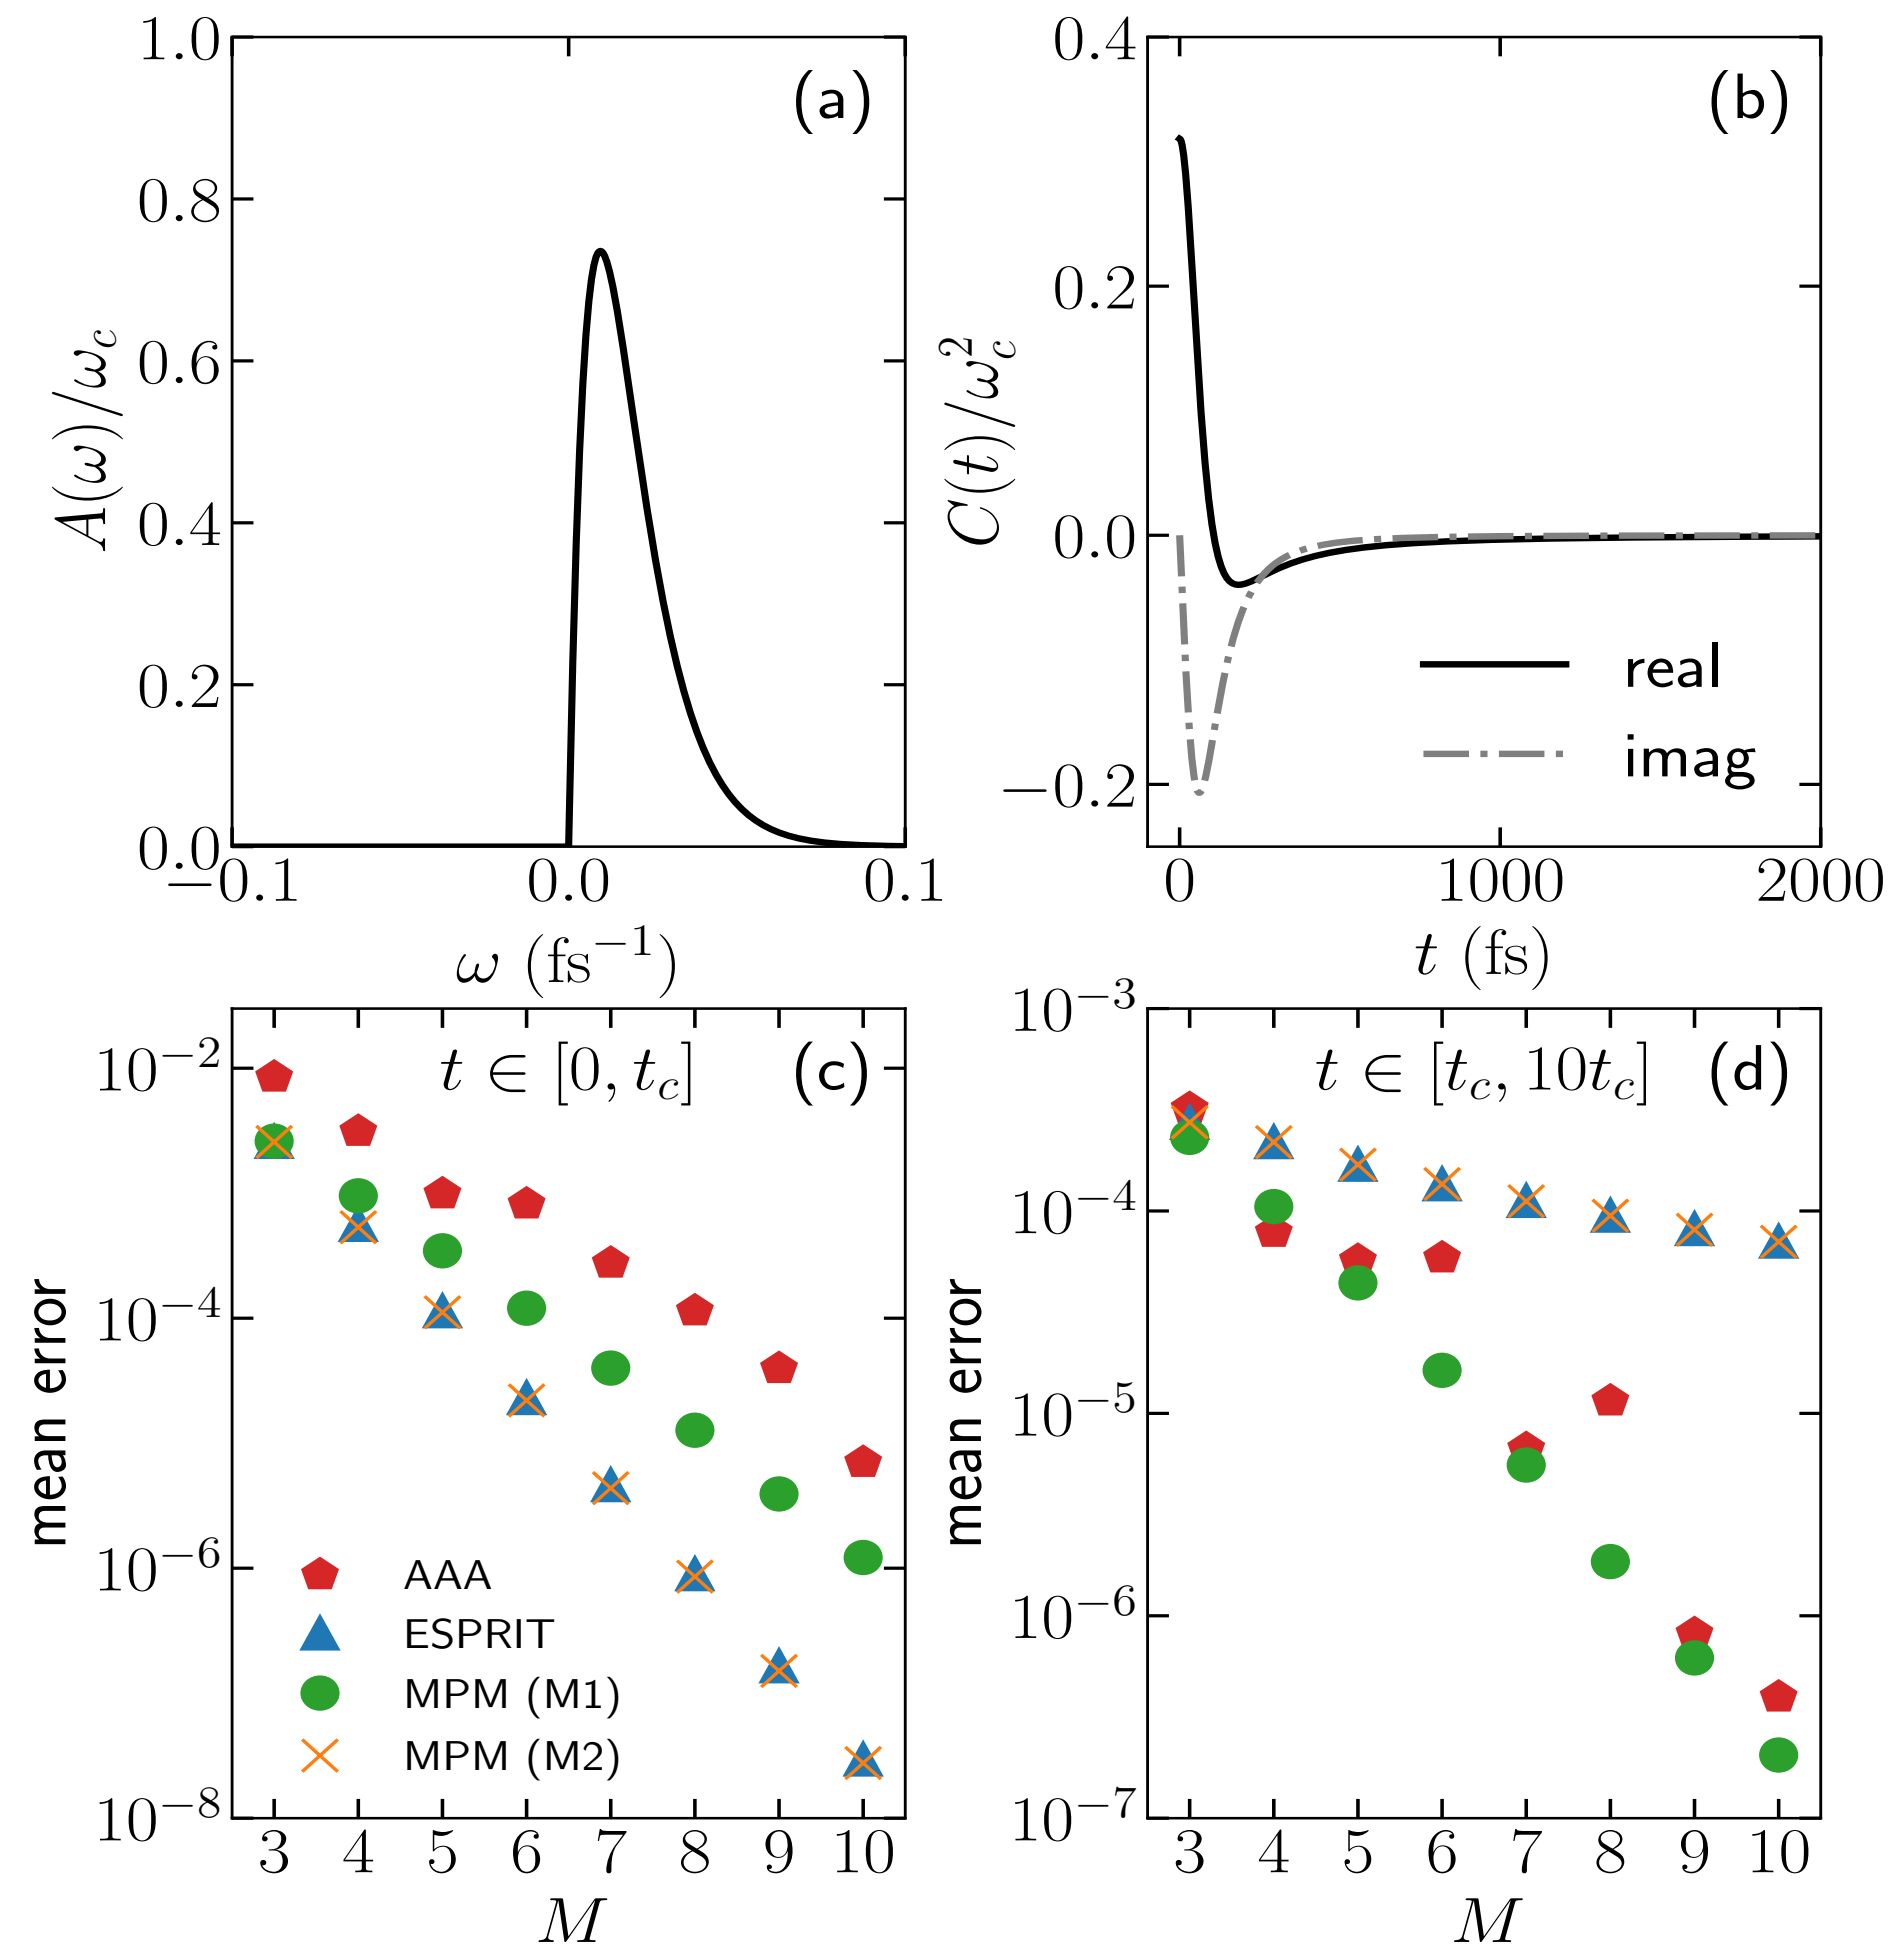 (a)
A(ω)/ω_c
1.0
0.8
0.6
0.4
0.2
0.0
−0.1 0.0 0.1
ω (fs⁻¹)
(b)
C(t)/ω_c²
0.4
0.2
0.0
−0.2
real
imag
0 1000 2000
t (fs)
t ∈ [0, t_c] (c)
mean error
10⁻²
10⁻⁴
10⁻⁶
10⁻⁸
AAA
ESPRIT
MPM (M1)
MPM (M2)
3 4 5 6 7 8 9 10
M
t ∈ [t_c, 10t_c] (d)
mean error
10⁻³
10⁻⁴
10⁻⁵
10⁻⁶
10⁻⁷
3 4 5 6 7 8 9 10
M